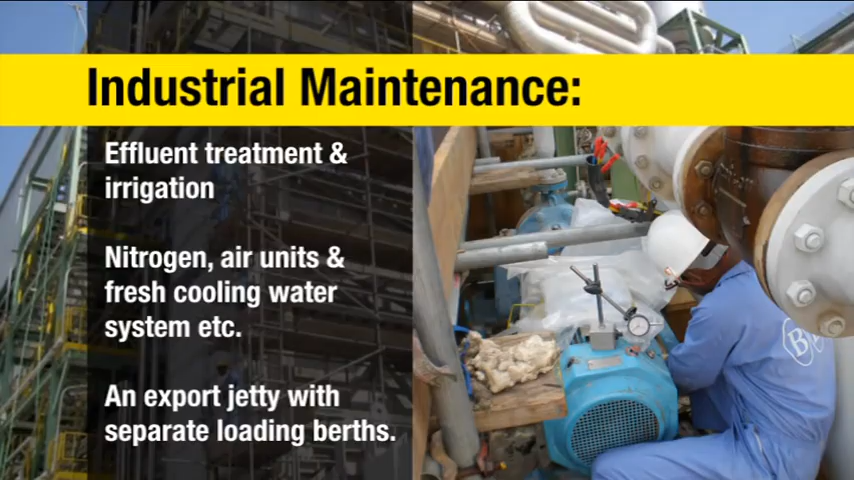 Industrial Maintenance:
Effluent treatment &
irrigation
Nitrogen, air units &
fresh cooling water
system etc.
An export jetty with
separate loading berths.